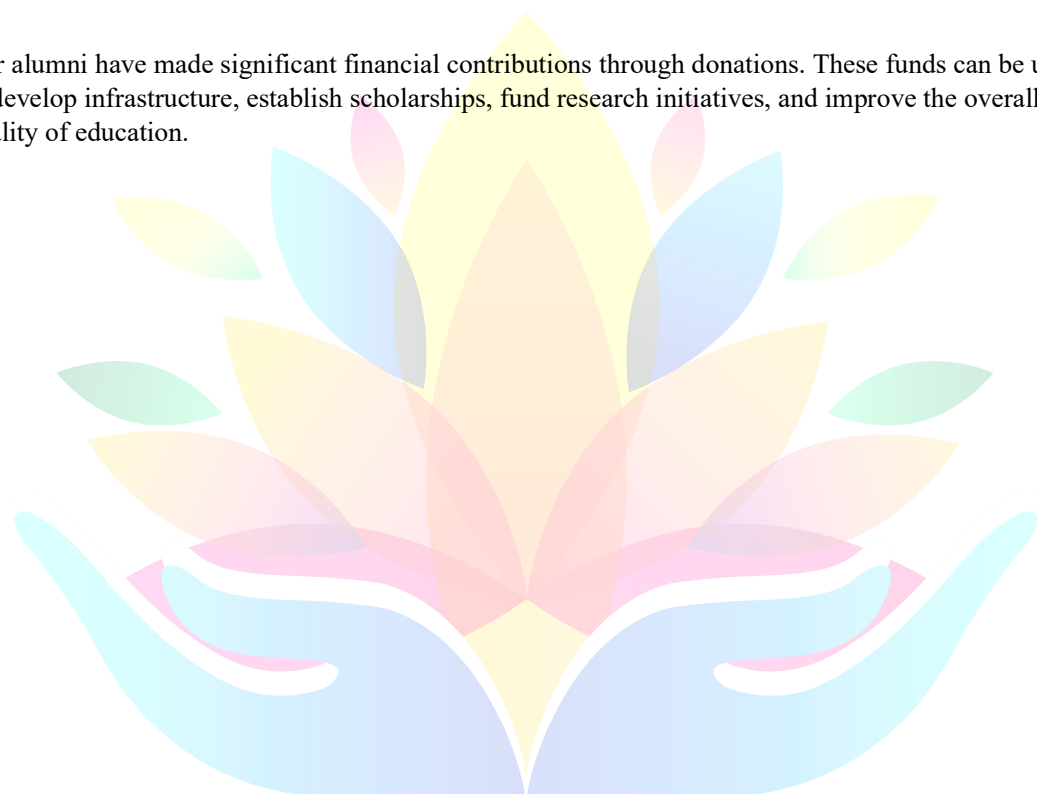 r alumni have made significant financial contributions through donations. These funds can be u
develop infrastructure, establish scholarships, fund research initiatives, and improve the overall
lity of education.